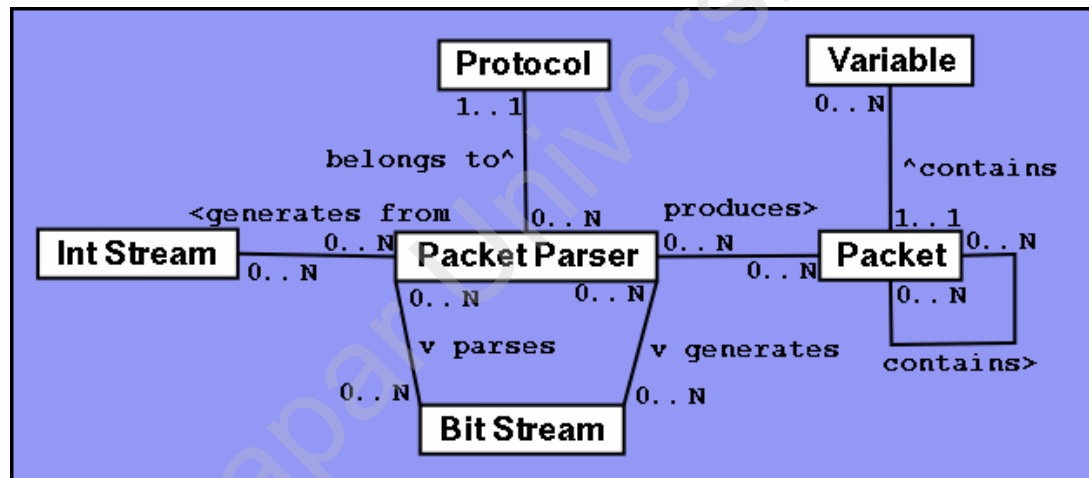 Protocol
Variable
1..1
0..N
belongs to^
^contains
<generates from
0..N
produces>
1..1
0..N
Int Stream
0..N
Packet Parser
0..N
Packet
0..N
0..N
0..N
0..N
0..N
v parses
v generates
contains>
0..N
0..N
Bit Stream